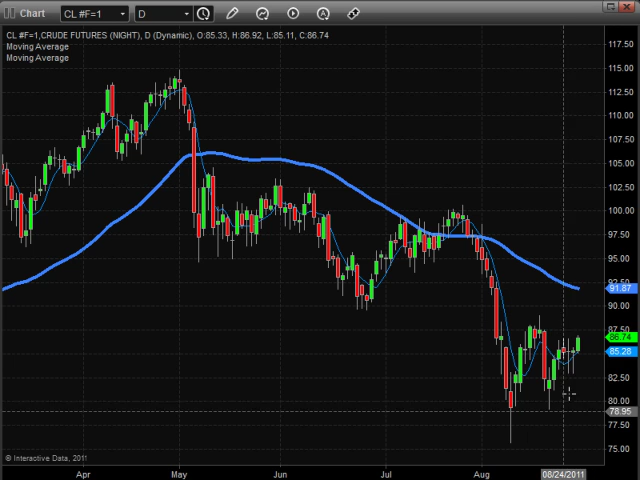 Chart
CL #F=1
D
A
CL #F=1,CRUDE FUTURES (NIGHT), D (Dynamic), O:85.33, H:86.92, L:85.11, C:86.74
Moving Average
Moving Average
117.50
115.00
112.50
110.00
107.50
105.00
102.50
100.00
97.50
95.00
92.50
91.87
90.00
87.50
86.74
85.28
82.50
80.00
78.95
77.50
75.00
© Interactive Data, 2011
Apr
May
Jun
Jul
Aug
08/24/2011